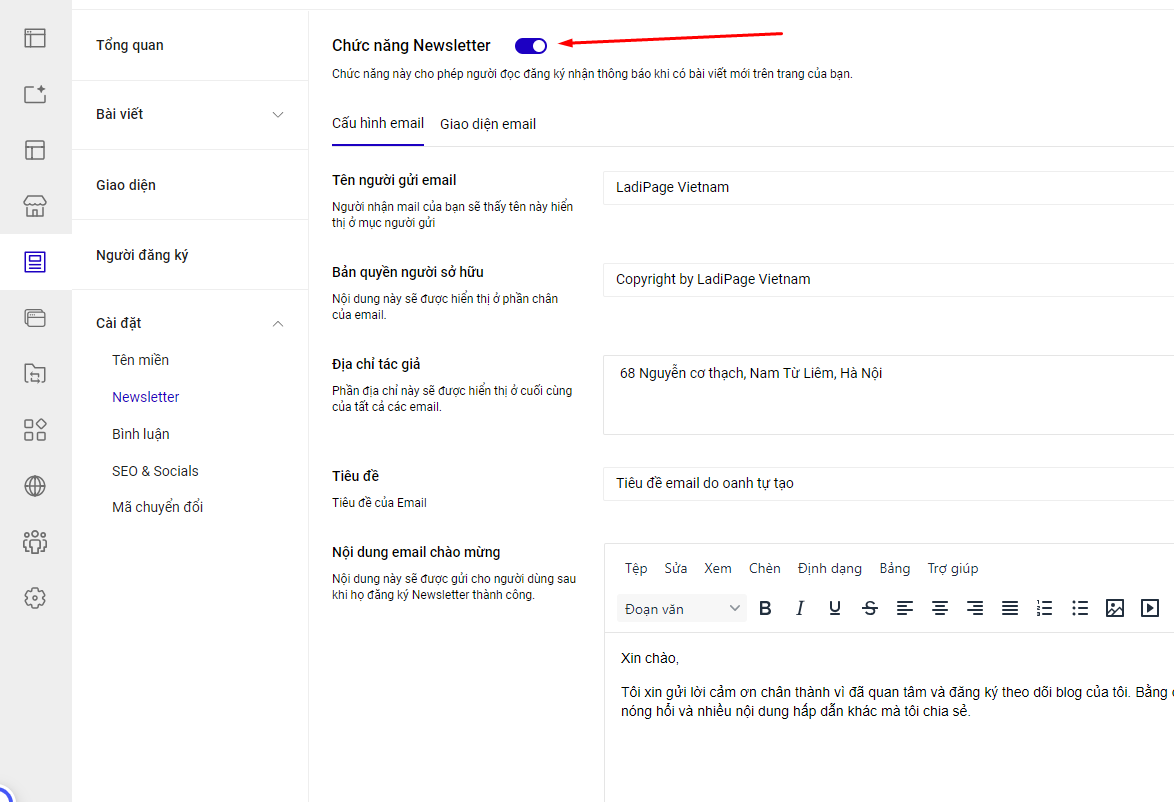 Tổng quan
Bài viết
Giao diện
Người đăng ký
Cài đặt
Tên miền
Newsletter
Bình luận
SEO & Socials
Mã chuyển đổi
Chức năng Newsletter
Chức năng này cho phép người đọc đăng ký nhận thông báo khi có bài viết mới trên trang của bạn.
Cấu hình email Giao diện email
Tên người gửi email
Người nhận mail của bạn sẽ thấy tên này hiển
thị ở mục người gửi
LadiPage Vietnam
Bản quyền người sở hữu
Nội dung này sẽ được hiển thị ở phần chân
của email.
Copyright by LadiPage Vietnam
Địa chỉ tác giả
Phần địa chỉ này sẽ được hiển thị ở cuối cùng
của tất cả các email.
68 Nguyễn cơ thạch, Nam Từ Liêm, Hà Nội
Tiêu đề
Tiêu đề của Email
Tiêu đề email do oanh tự tạo
Nội dung email chào mừng
Nội dung này sẽ được gửi cho người dùng sau
khi họ đăng ký Newsletter thành công.
Tệp Sửa Xem Chèn Định dạng Bảng Trợ giúp
Đoạn văn B I U S
Xin chào,
Tôi xin gửi lời cảm ơn chân thành vì đã quan tâm và đăng ký theo dõi blog của tôi. Bằng
nóng hổi và nhiều nội dung hấp dẫn khác mà tôi chia sẻ.